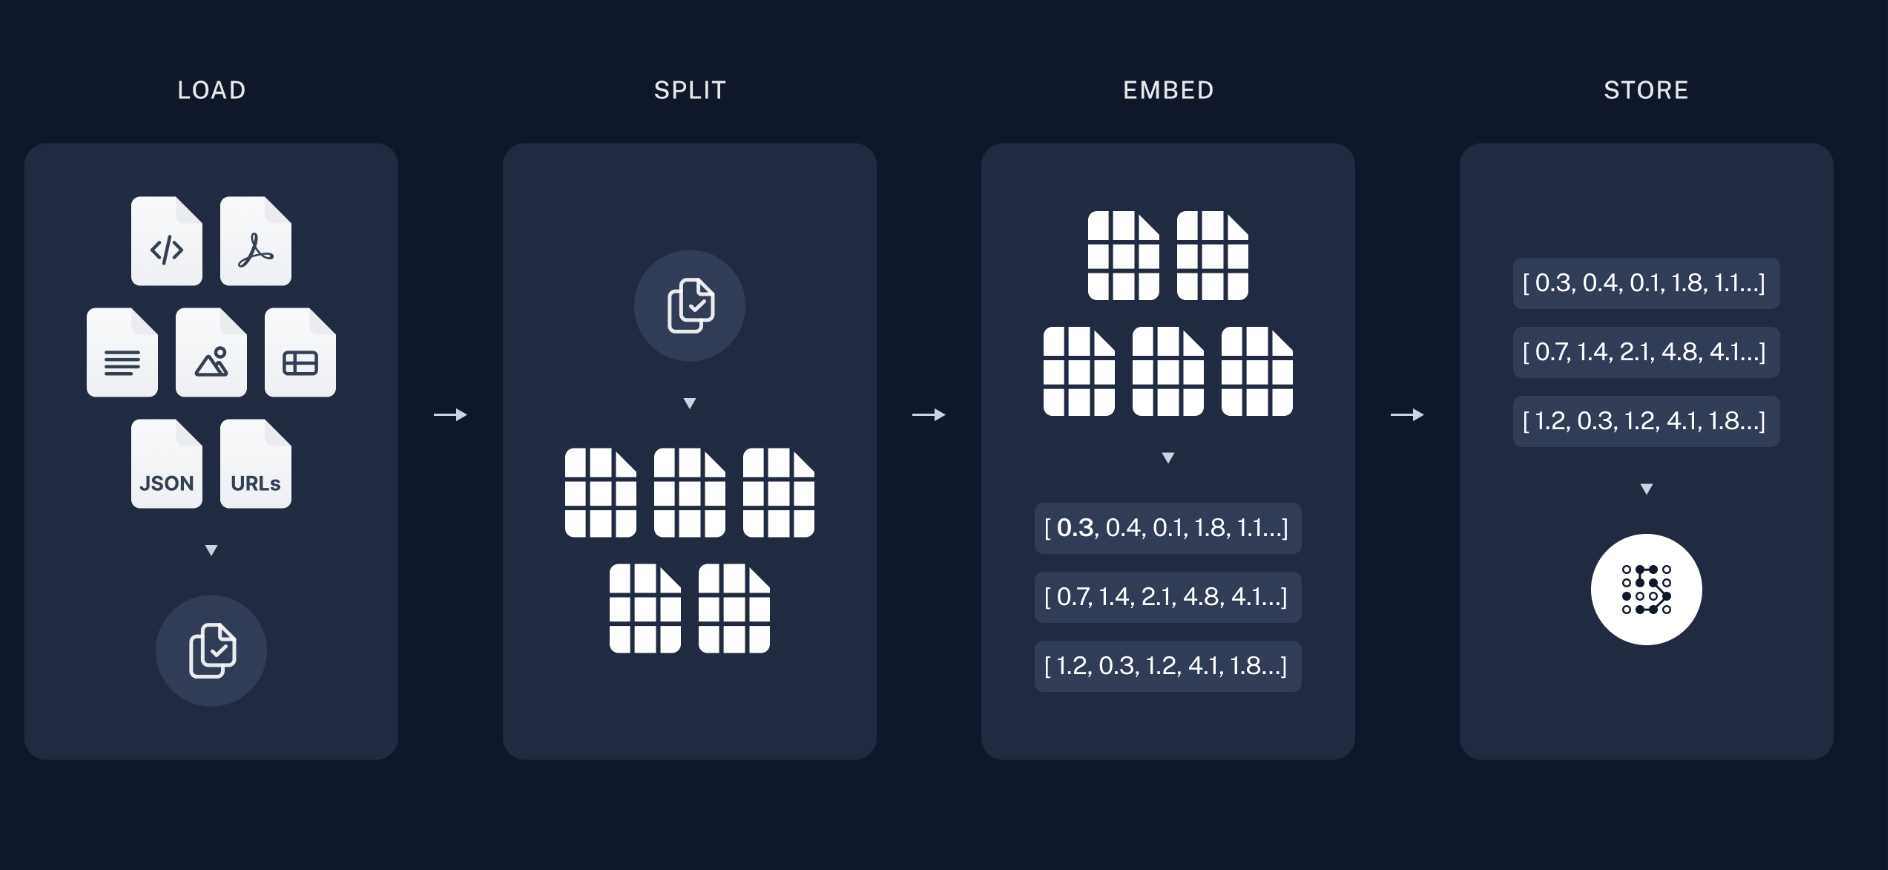 LOAD
SPLIT
EMBED
STORE
JSON
URLs
[ 0.3, 0.4, 0.1, 1.8, 1.1...]
[ 0.7, 1.4, 2.1, 4.8, 4.1...]
[ 1.2, 0.3, 1.2, 4.1, 1.8...]
[ 0.3, 0.4, 0.1, 1.8, 1.1...]
[ 0.7, 1.4, 2.1, 4.8, 4.1...]
[ 1.2, 0.3, 1.2, 4.1, 1.8...]